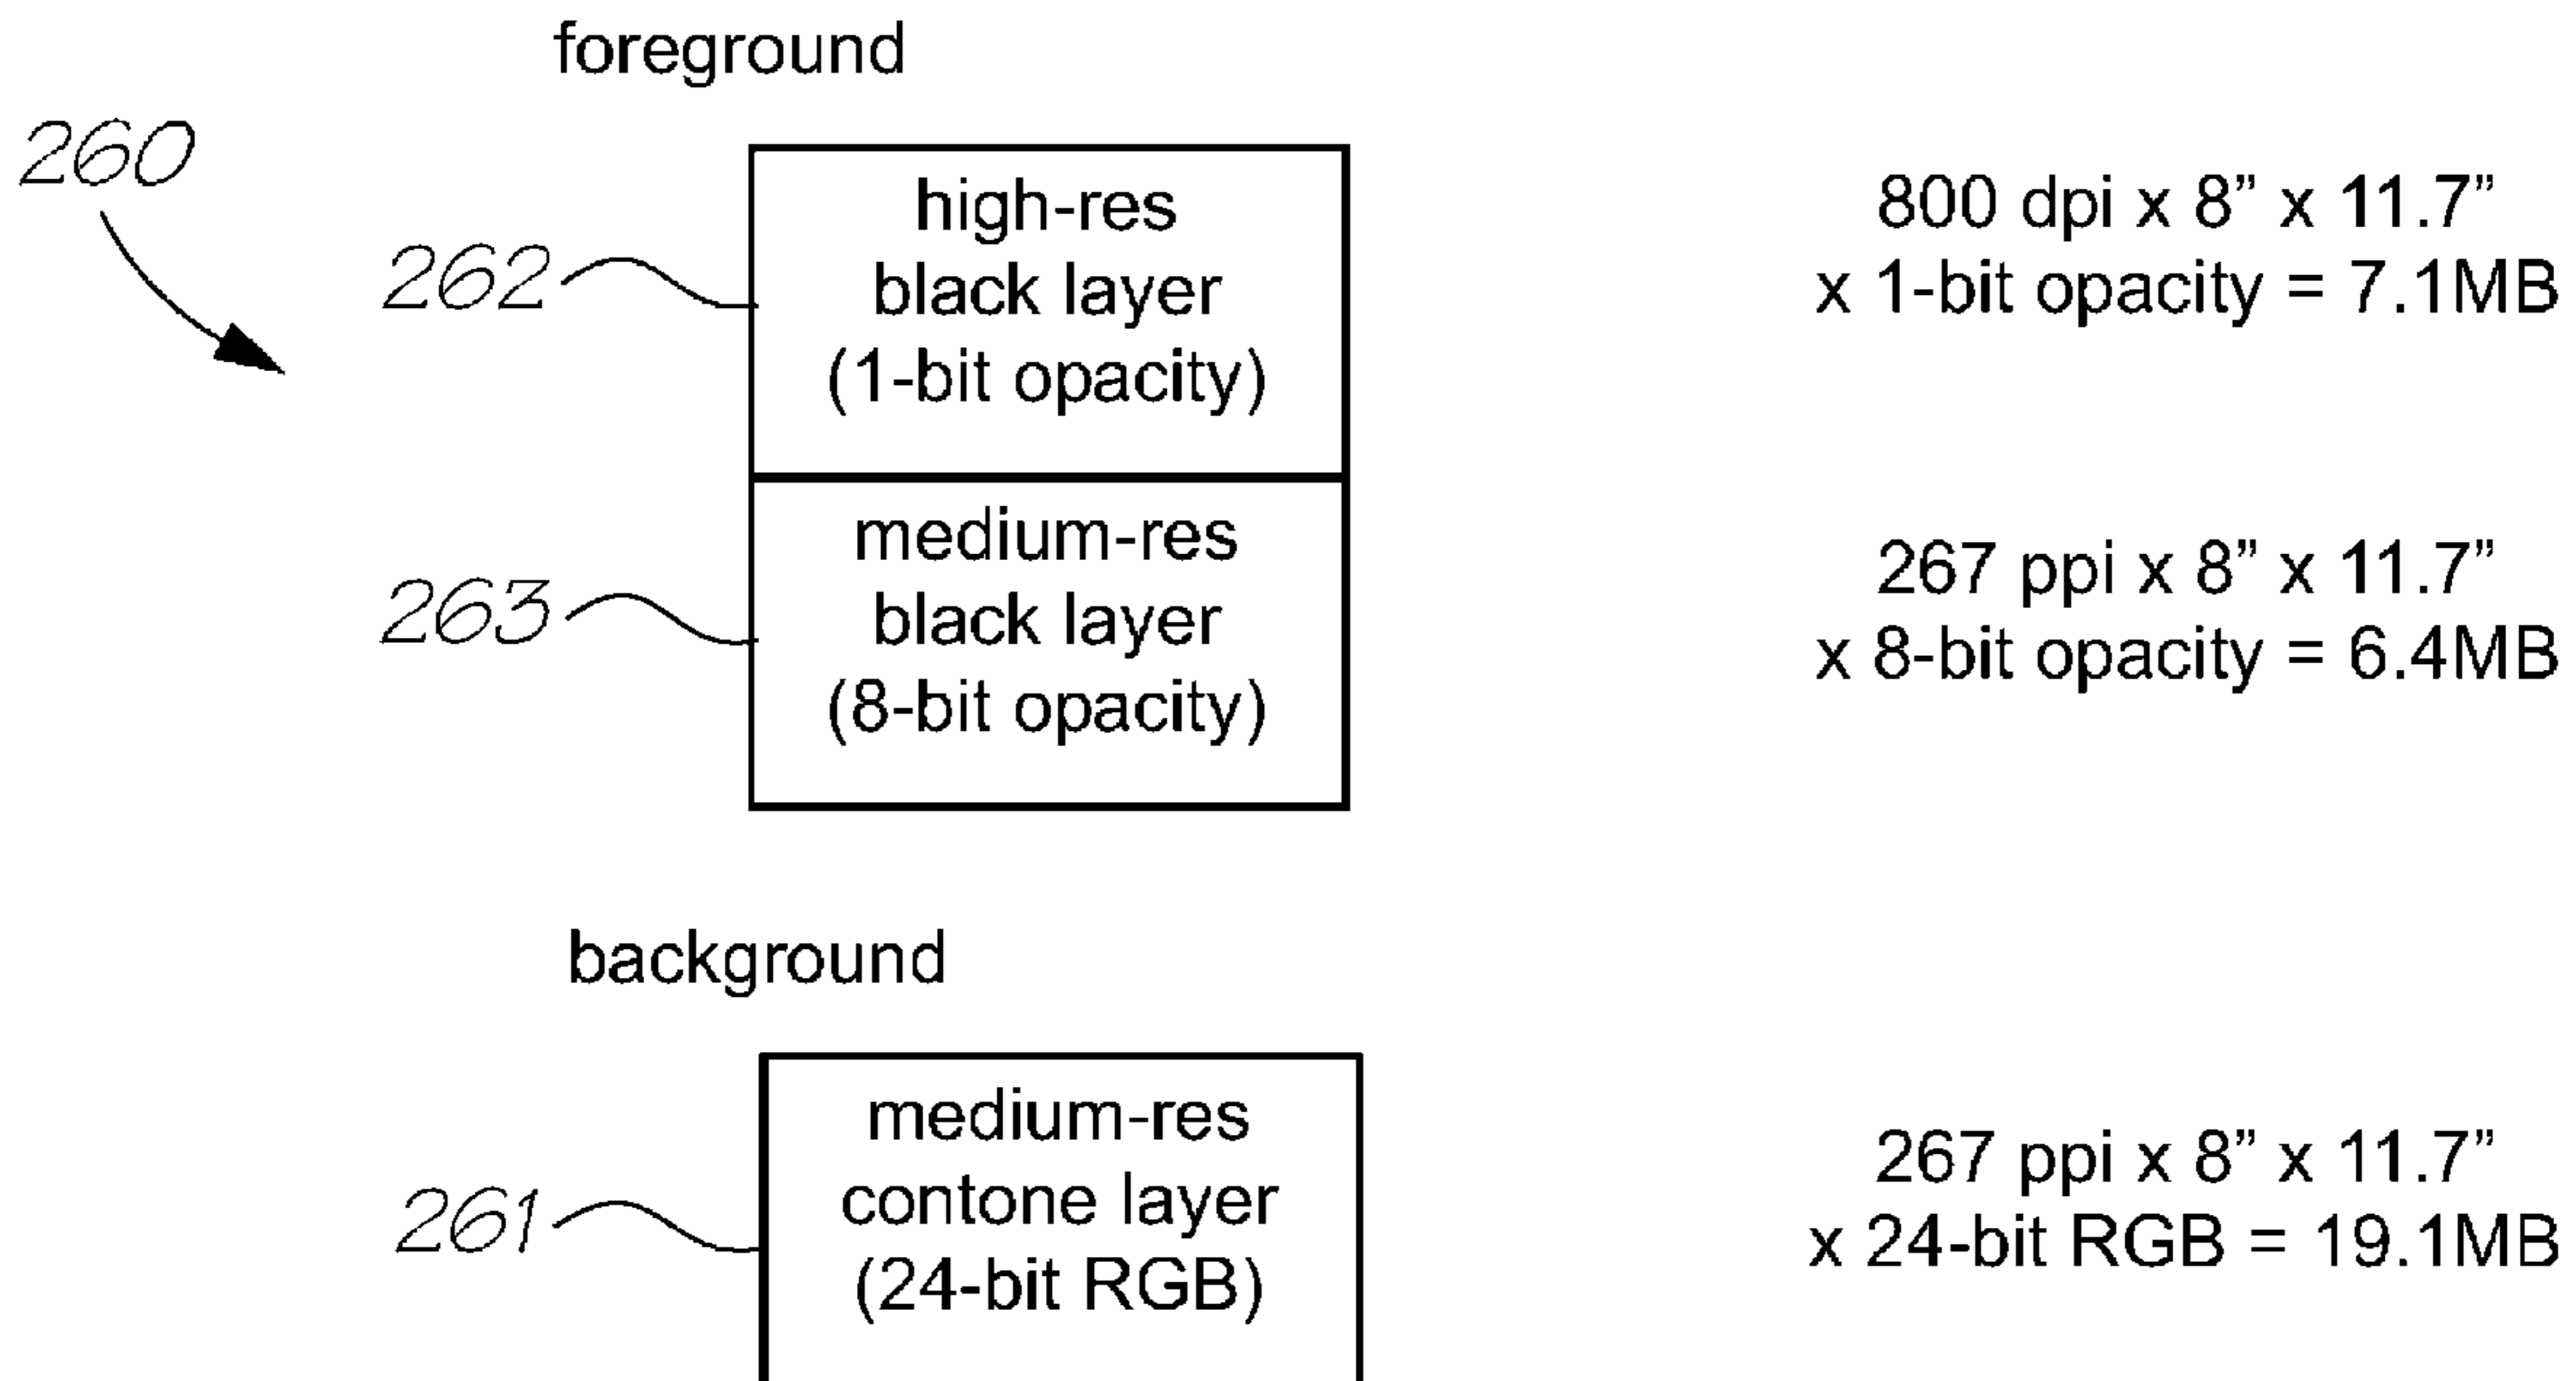 foreground
260
262
high-res
black layer
(1-bit opacity)
800 dpi x 8” x 11.7”
x 1-bit opacity = 7.1MB
263
medium-res
black layer
(8-bit opacity)
267 ppi x 8” x 11.7”
x 8-bit opacity = 6.4MB
background
261
medium-res
contone layer
(24-bit RGB)
267 ppi x 8” x 11.7”
x 24-bit RGB = 19.1MB